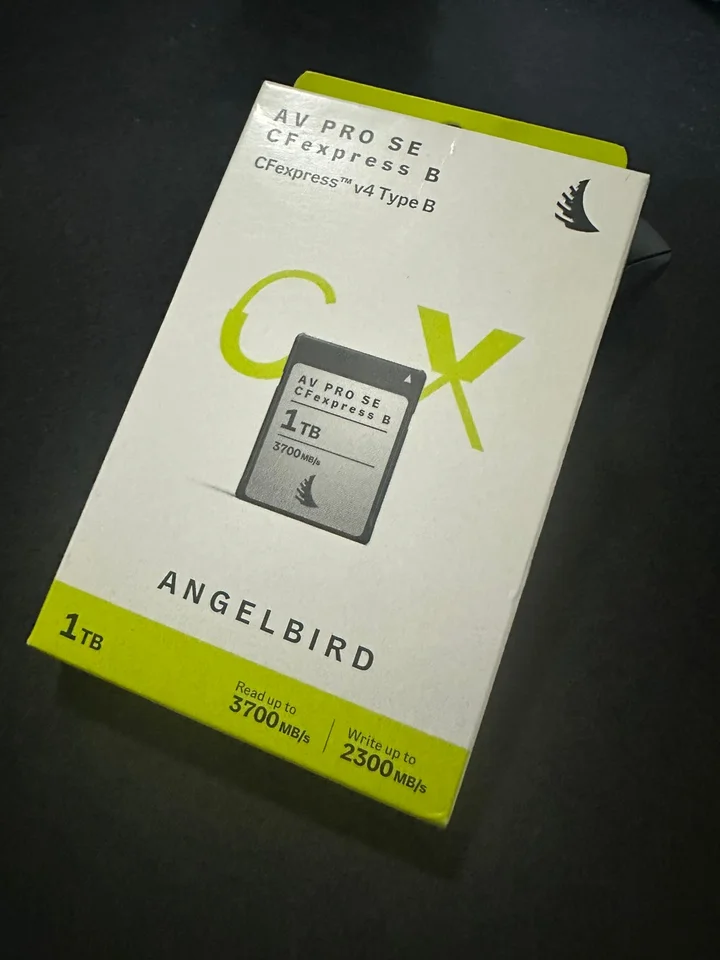 AV PRO SE
CFexpress B
CFexpress™ v4 Type B
C X
AV PRO SE
CFexpress B
1TB
3700MB/s
ANGELBIRD
1TB
Read up to
3700MB/s
Write up to
2300MB/s